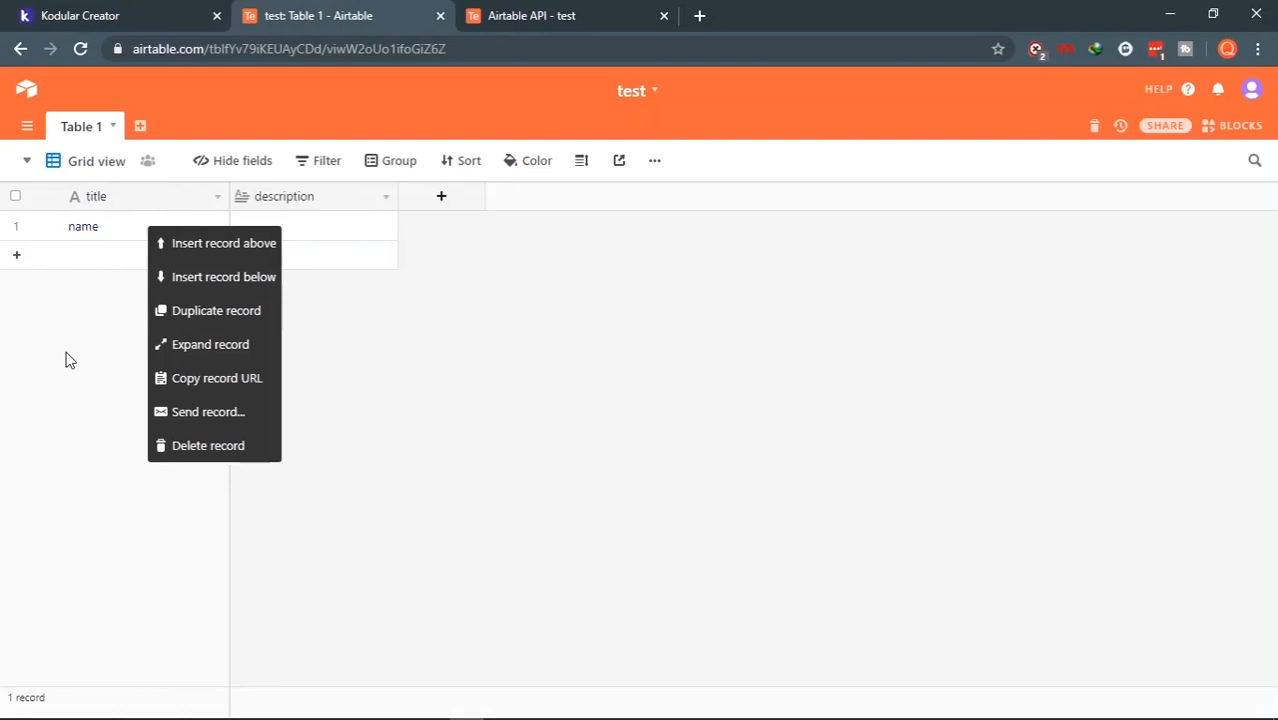 Kodular Creator
test: Table 1 - Airtable
Airtable API - test
airtable.com/tblfYv79iKEUAyCDd/viwW2oUo1ifoGiZ6Z
2
1
test
HELP
Table 1
SHARE
BLOCKS
Grid view
Hide fields
Filter
Group
Sort
Color
title
description
1
name
Insert record above
Insert record below
Duplicate record
Expand record
Copy record URL
Send record...
Delete record
1 record